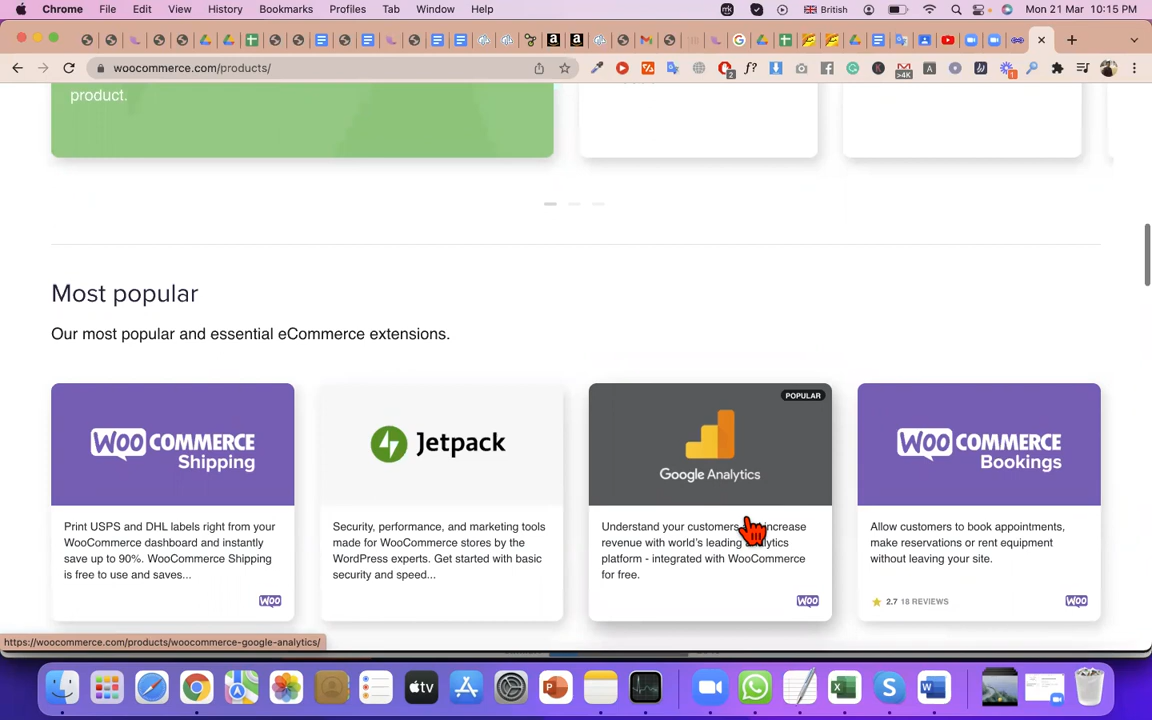 Chrome File Edit View History Bookmarks Profiles Tab Window Help British Mon 21 Mar 10:15 PM
woocommerce.com/products/
product.
Most popular
Our most popular and essential eCommerce extensions.
WOO COMMERCE
Shipping
Print USPS and DHL labels right from your
WooCommerce dashboard and instantly
save up to 90%. WooCommerce Shipping
is free to use and saves...
WOO
Jetpack
Security, performance, and marketing tools
made for WooCommerce stores by the
WordPress experts. Get started with basic
security and speed...
POPULAR
Google Analytics
Understand your customers increase
revenue with world's leading analytics
platform - integrated with WooCommerce
for free.
WOO
WOO COMMERCE
Bookings
Allow customers to book appointments,
make reservations or rent equipment
without leaving your site.
2.7 18 REVIEWS
WOO
https://woocommerce.com/products/woocommerce-google-analytics/
tv